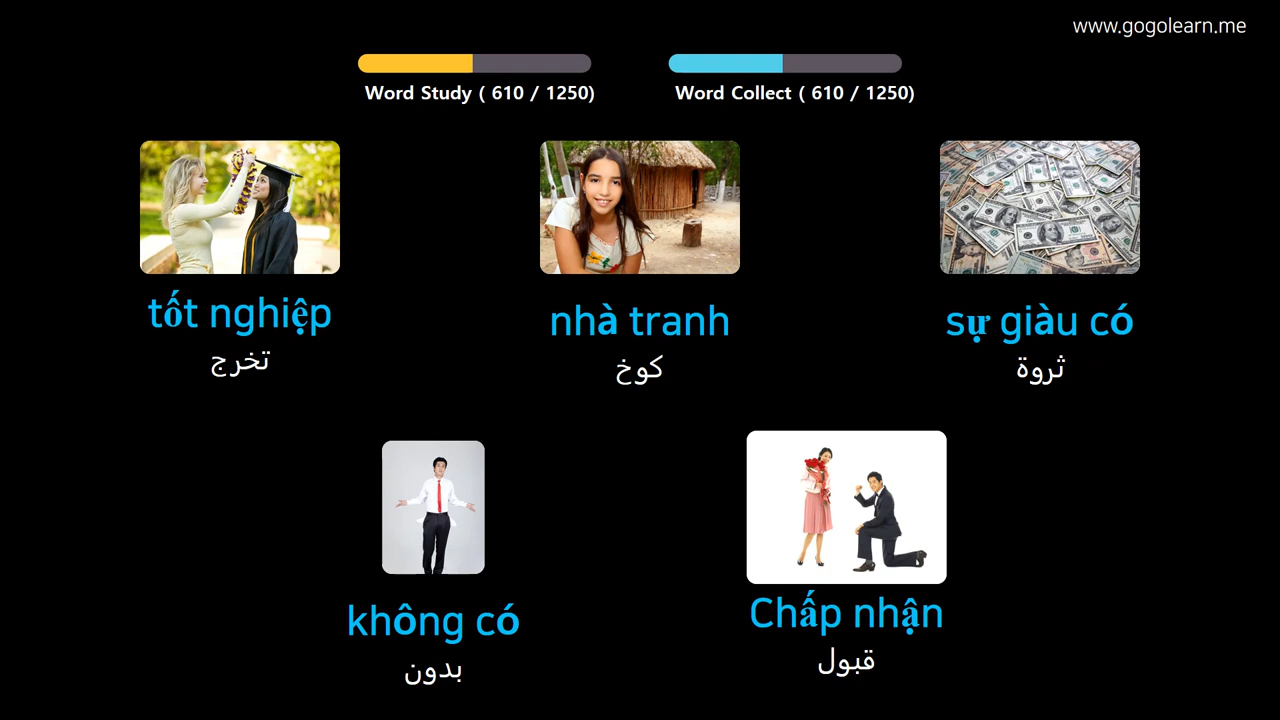 www.gogolearn.me
Word Study ( 610 / 1250)
Word Collect ( 610 / 1250)
tốt nghiệp
تخرج
nhà tranh
كوخ
sự giàu có
ثروة
không có
بدون
Chấp nhận
قبول